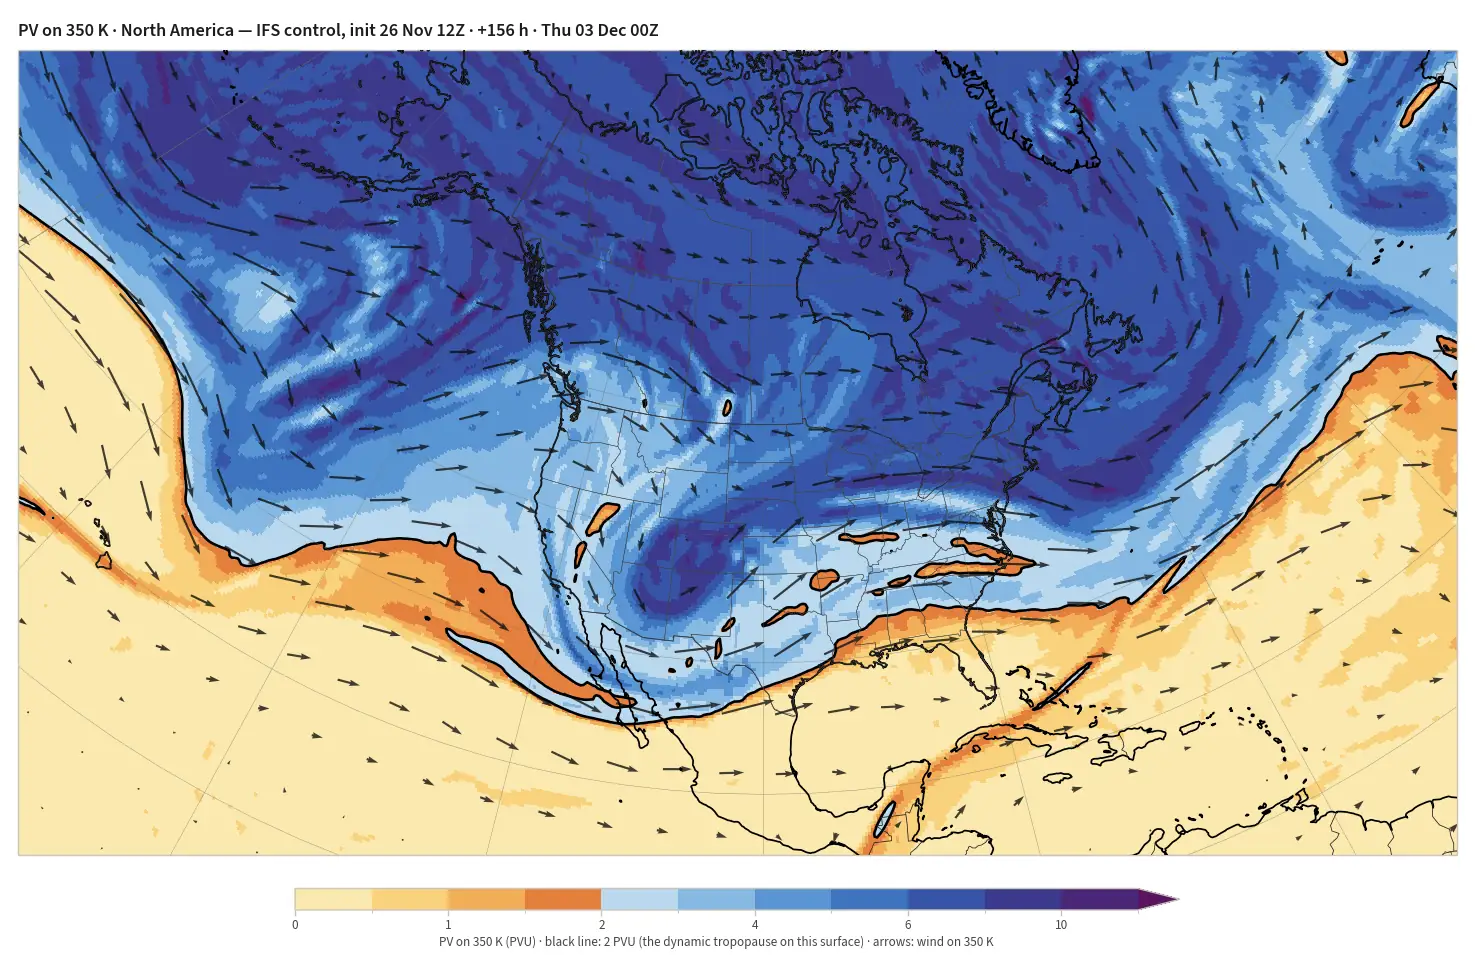 PV on 350 K · North America — IFS control, init 26 Nov 12Z · +156 h · Thu 03 Dec 00Z
0 1 2 4 6 10
PV on 350 K (PVU) · black line: 2 PVU (the dynamic tropopause on this surface) · arrows: wind on 350 K